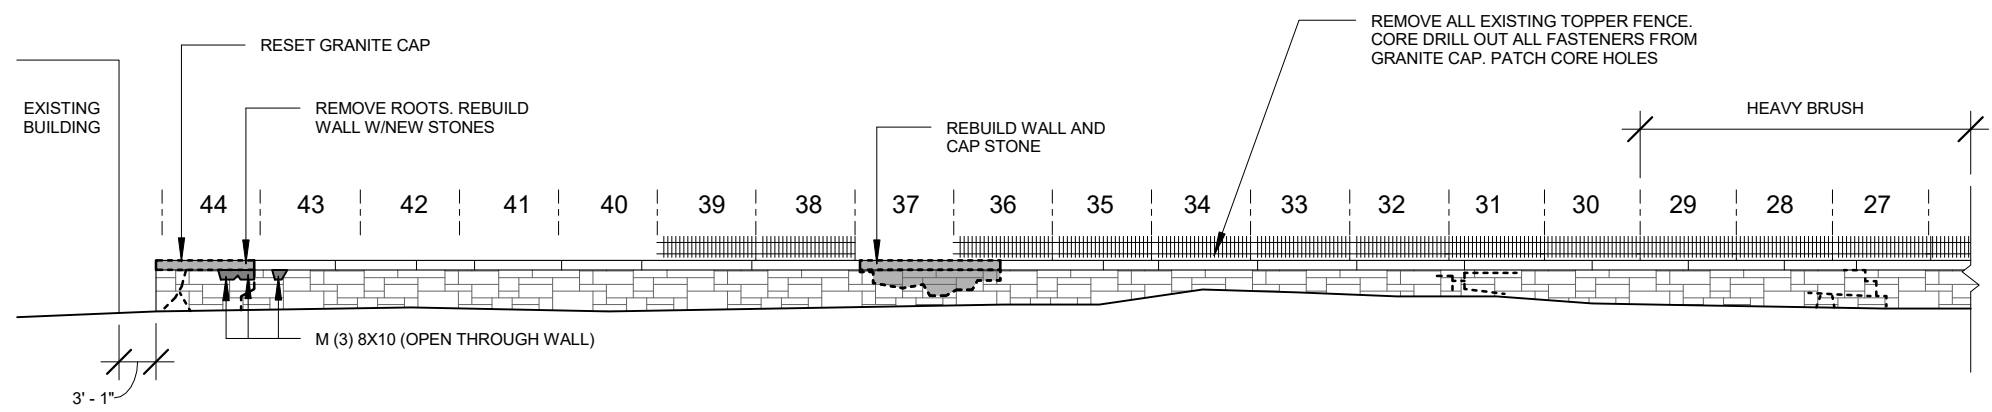 RESET GRANITE CAP
REMOVE ALL EXISTING TOPPER FENCE.
CORE DRILL OUT ALL FASTENERS FROM
GRANITE CAP. PATCH CORE HOLES
EXISTING
BUILDING
REMOVE ROOTS. REBUILD
WALL W/NEW STONES
REBUILD WALL AND
CAP STONE
HEAVY BRUSH
44 43 42 41 40 39 38 37 36 35 34 33 32 31 30 29 28 27
M (3) 8X10 (OPEN THROUGH WALL)
3' - 1"